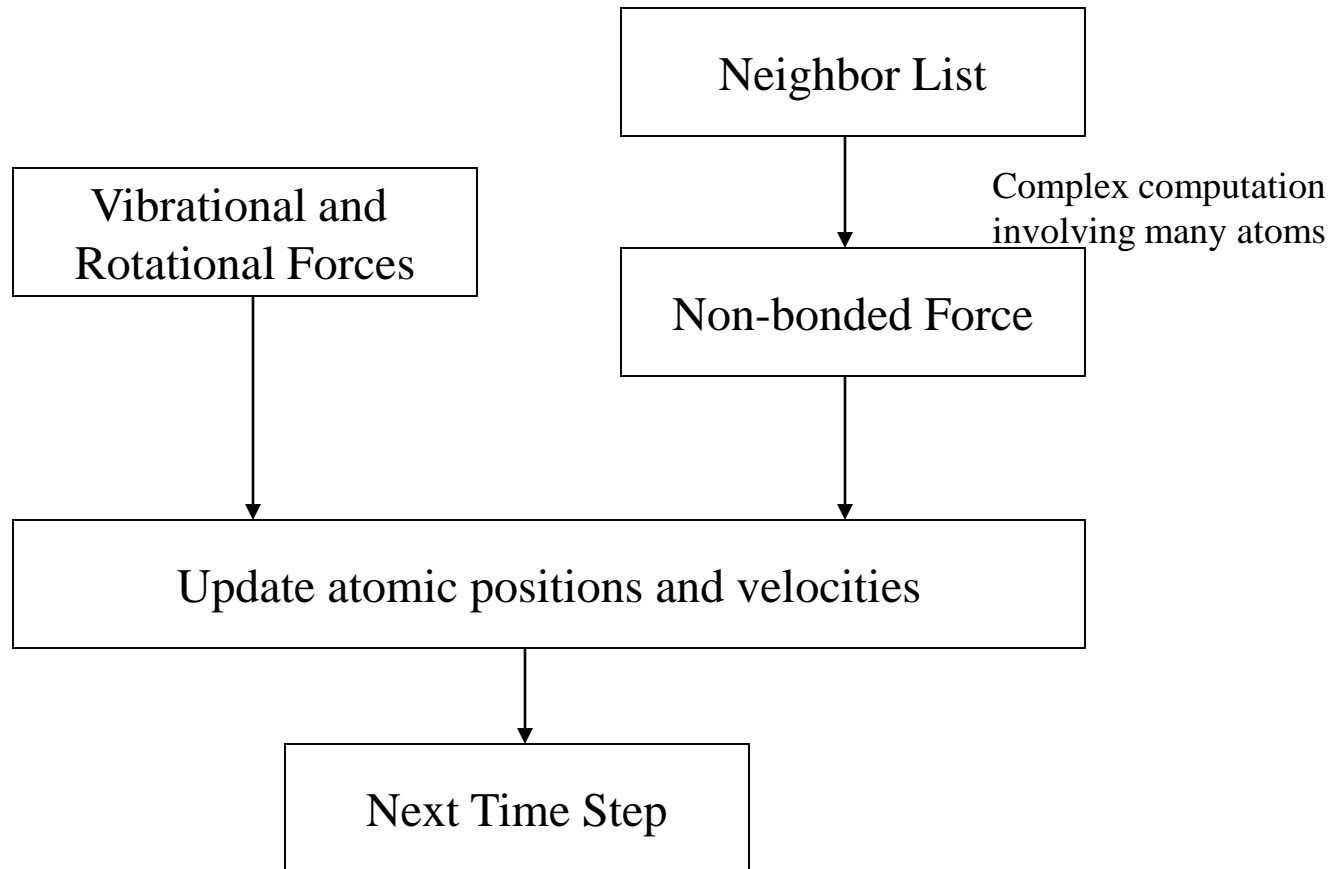 Neighbor List
Vibrational and
Rotational Forces
Complex computation
involving many atoms
Non-bonded Force
Update atomic positions and velocities
Next Time Step